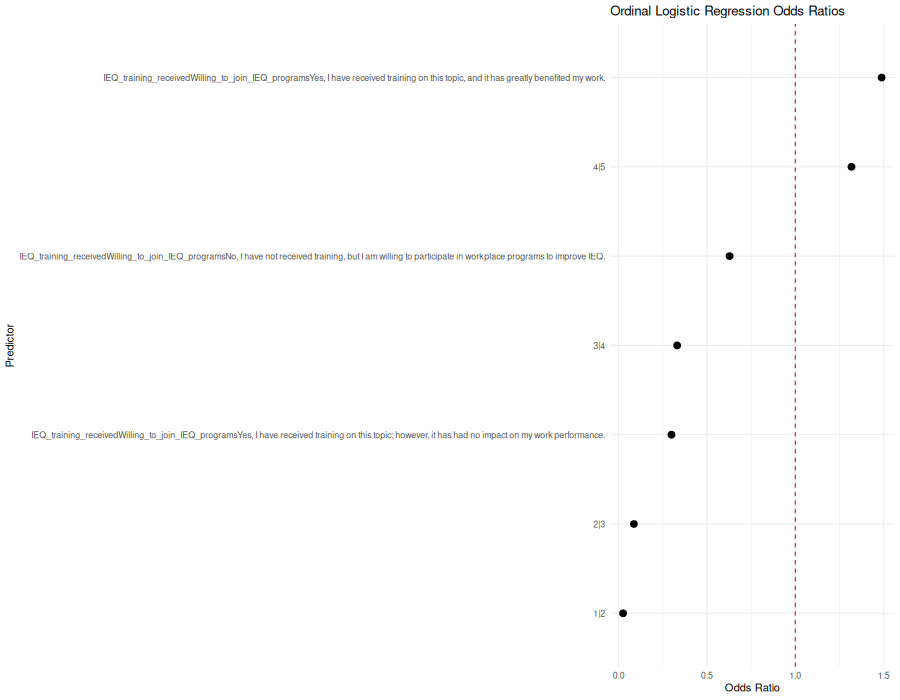 Ordinal Logistic Regression Odds Ratios
IEQ_training_receivedWilling_to_join_IEQ_programsYes, I have received training on this topic, and it has greatly benefited my work.
4|5
IEQ_training_receivedWilling_to_join_IEQ_programsNo, I have not received training, but I am willing to participate in workplace programs to improve IEQ.
3|4
IEQ_training_receivedWilling_to_join_IEQ_programsYes, I have received training on this topic; however, it has had no impact on my work performance.
2|3
1|2
Predictor
0.0 0.5 1.0 1.5
Odds Ratio